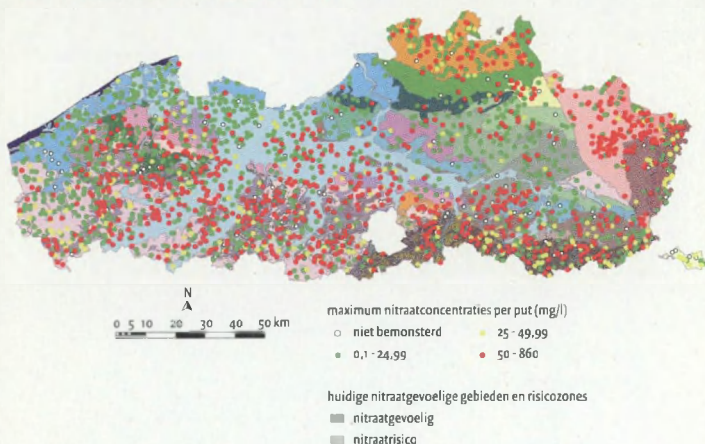 N
0 5 10 20 30 40 50 km
maximum nitraatconcentraties per put (mg/l)
niet bemonsterd
25 - 49,99
0,1 - 24,99
50 - 860
huidige nitraatgevoelige gebieden en risicozones
nitraatgevoelig
nitraatrisico